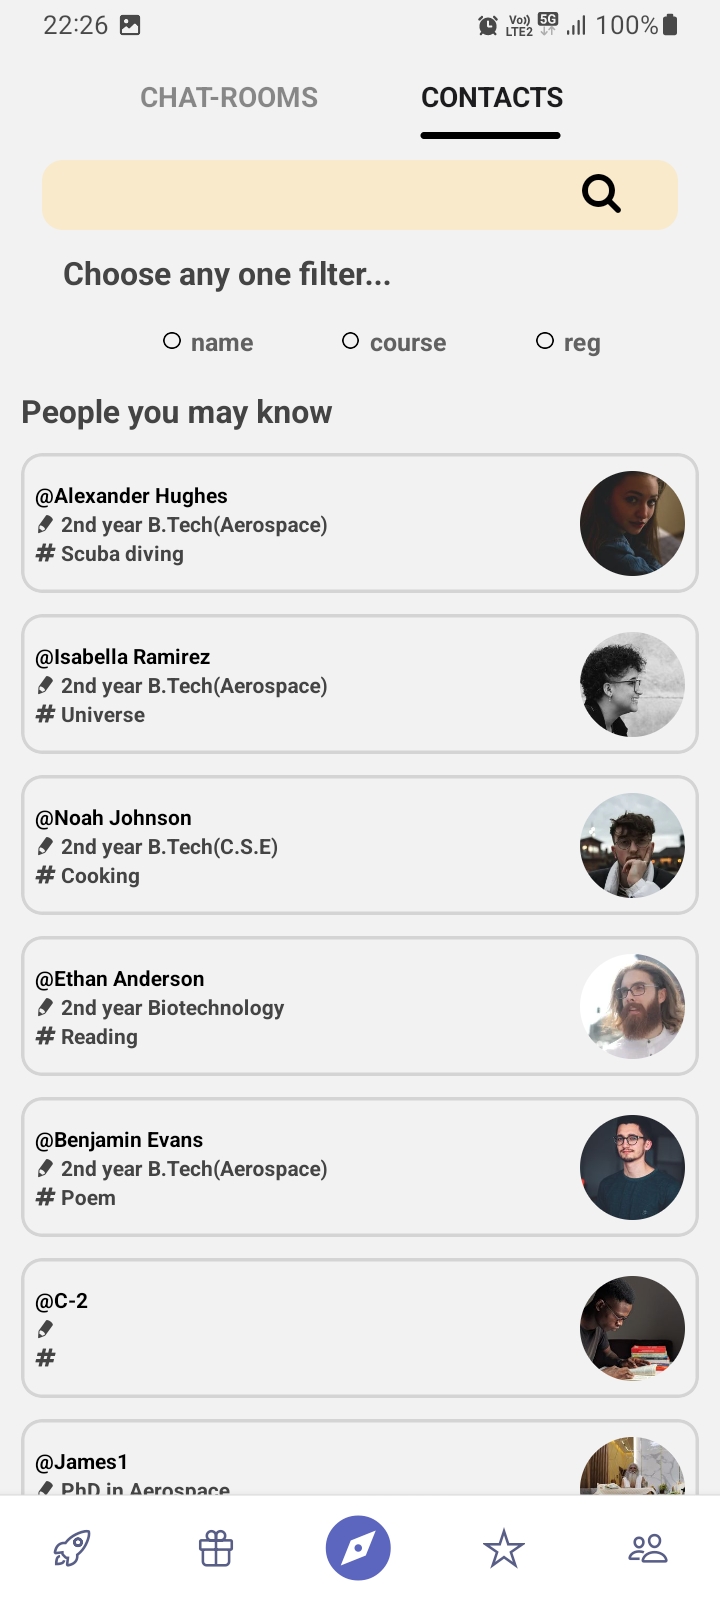 22:26 Vo) LTE2 5G 100%
CHAT-ROOMS CONTACTS
Choose any one filter...
name course reg
People you may know
@Alexander Hughes
2nd year B.Tech(Aerospace)
# Scuba diving
@Isabella Ramirez
2nd year B.Tech(Aerospace)
# Universe
@Noah Johnson
2nd year B.Tech(C.S.E)
# Cooking
@Ethan Anderson
2nd year Biotechnology
# Reading
@Benjamin Evans
2nd year B.Tech(Aerospace)
# Poem
@C-2
#
@James1
PhD in Aerospace